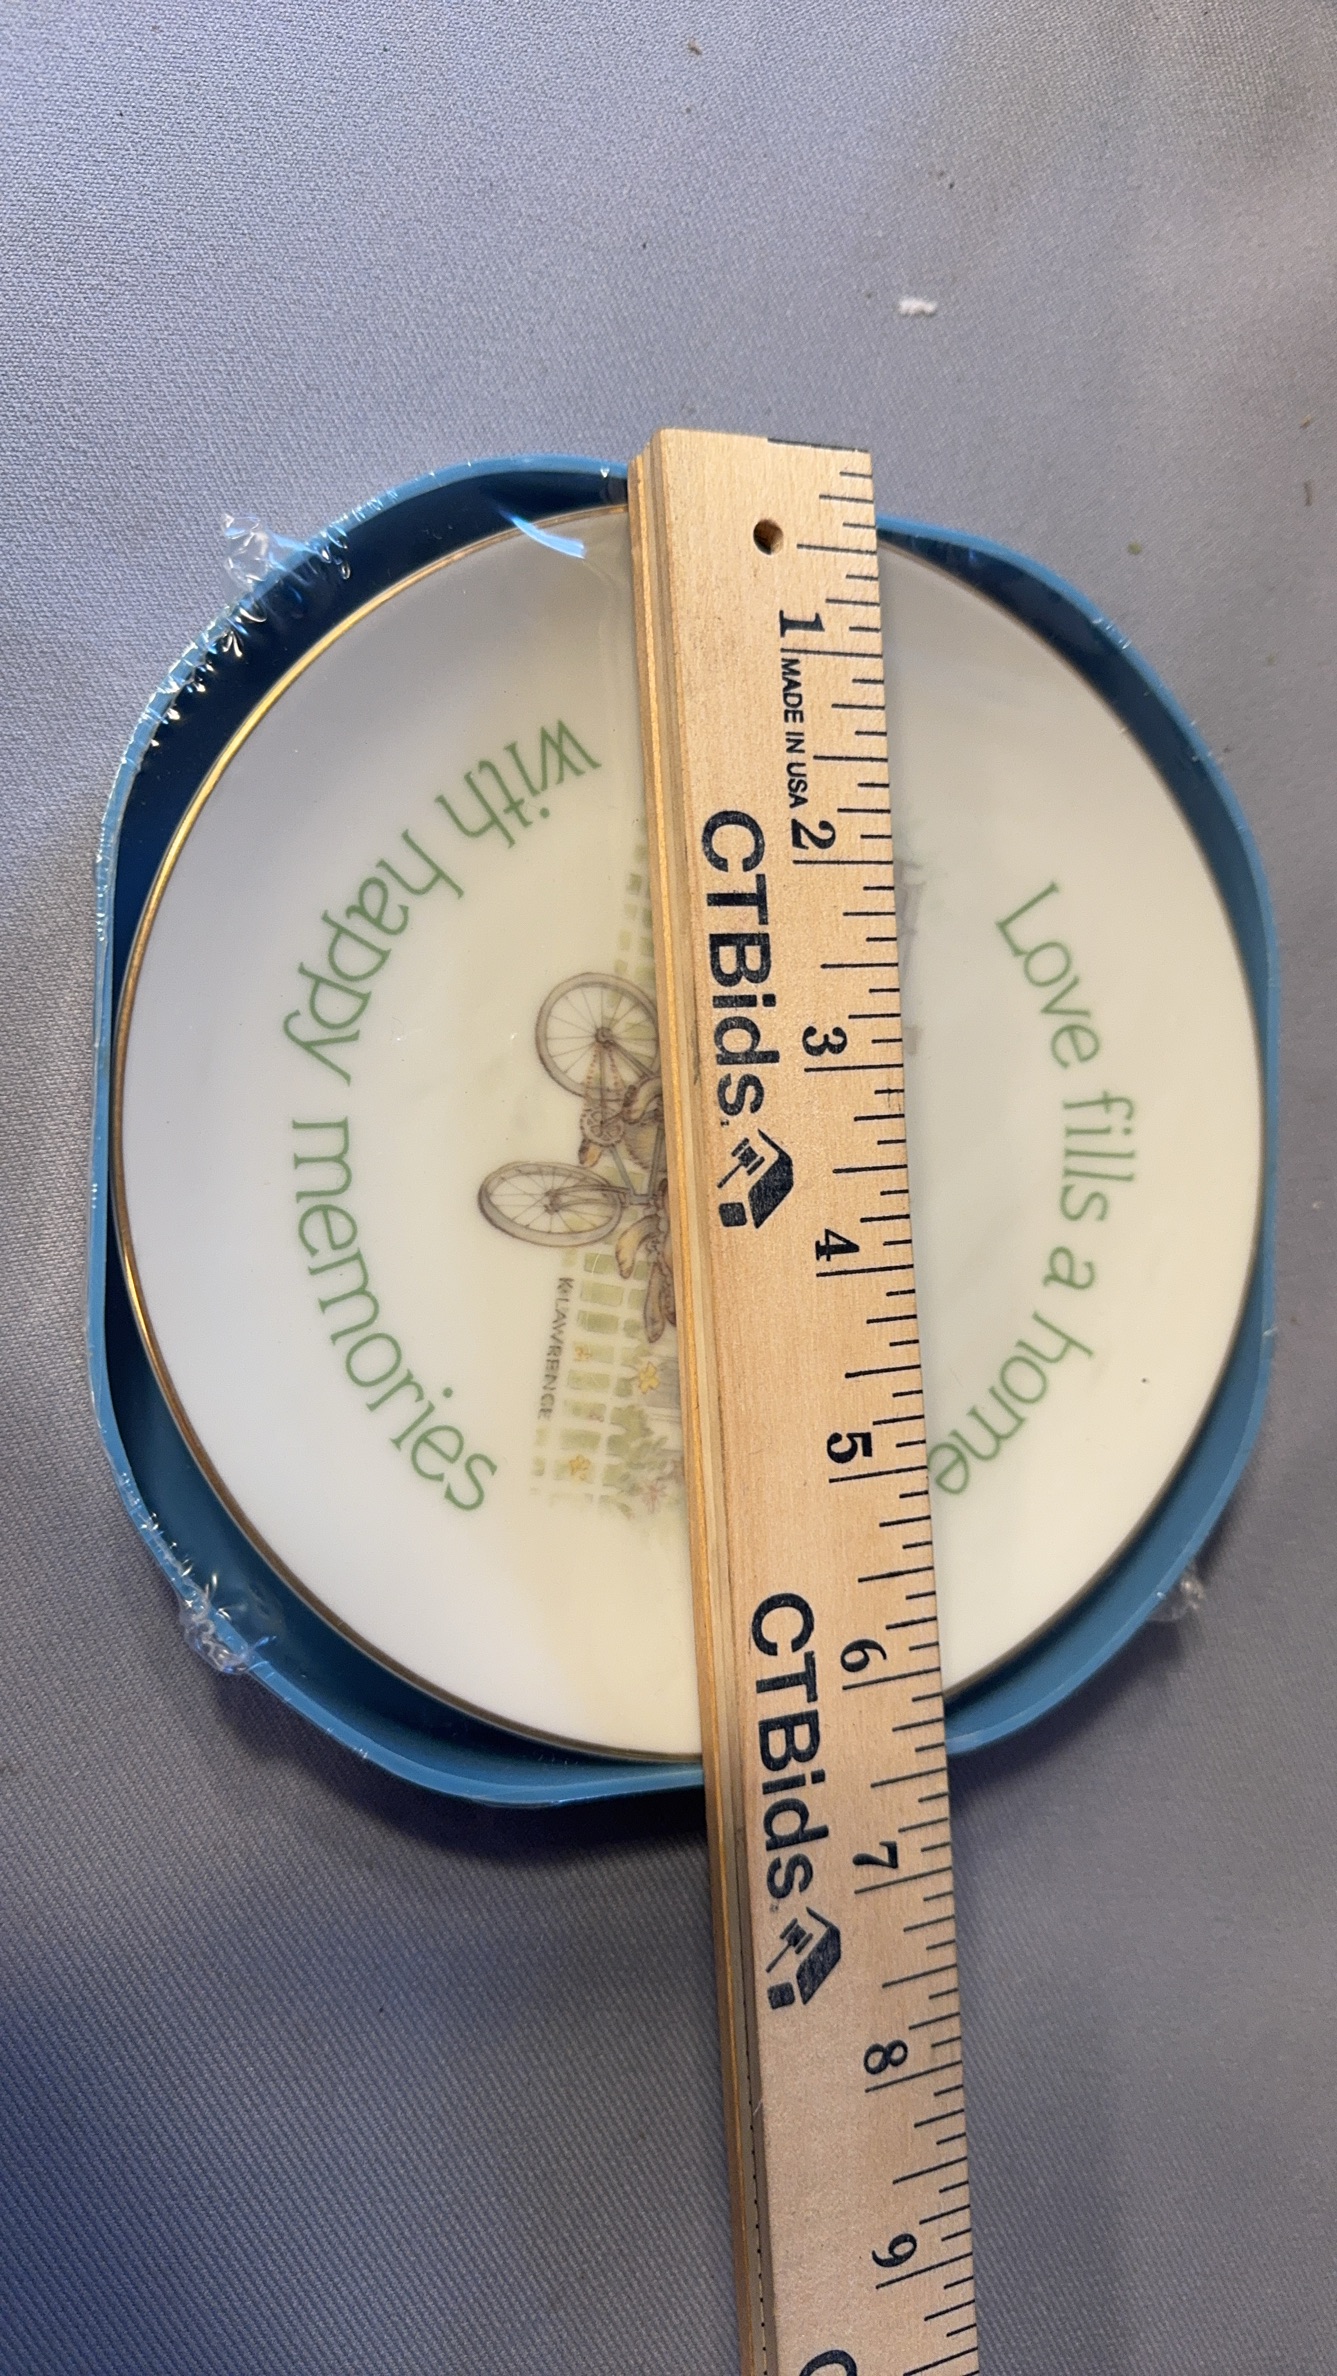 Love fills a home
with happy memories
K·LAWRENCE
1
MADE IN USA
2
CTBids.
3
4
5
6
CTBids.
7
8
9